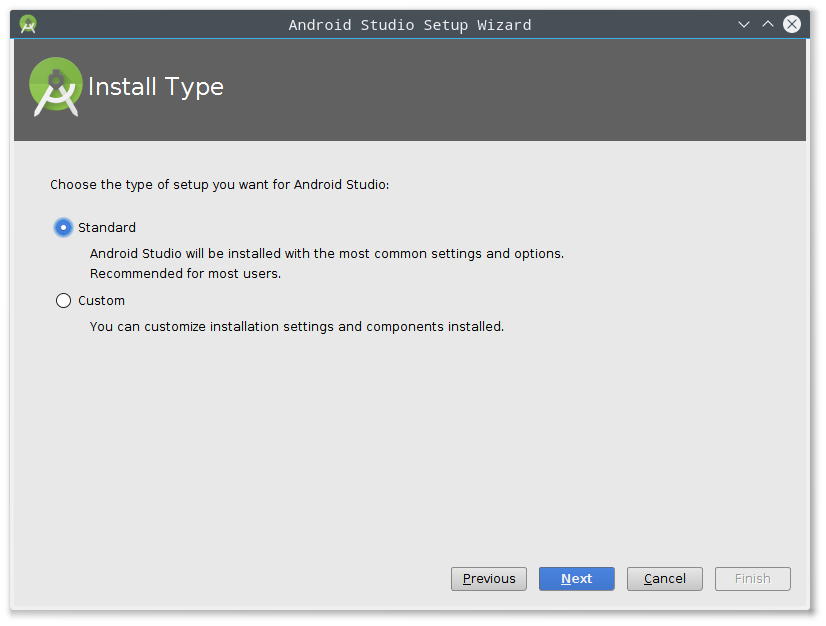 Android Studio Setup Wizard
Install Type
Choose the type of setup you want for Android Studio:
Standard
Android Studio will be installed with the most common settings and options.
Recommended for most users.
Custom
You can customize installation settings and components installed.
Previous
Next
Cancel
Finish